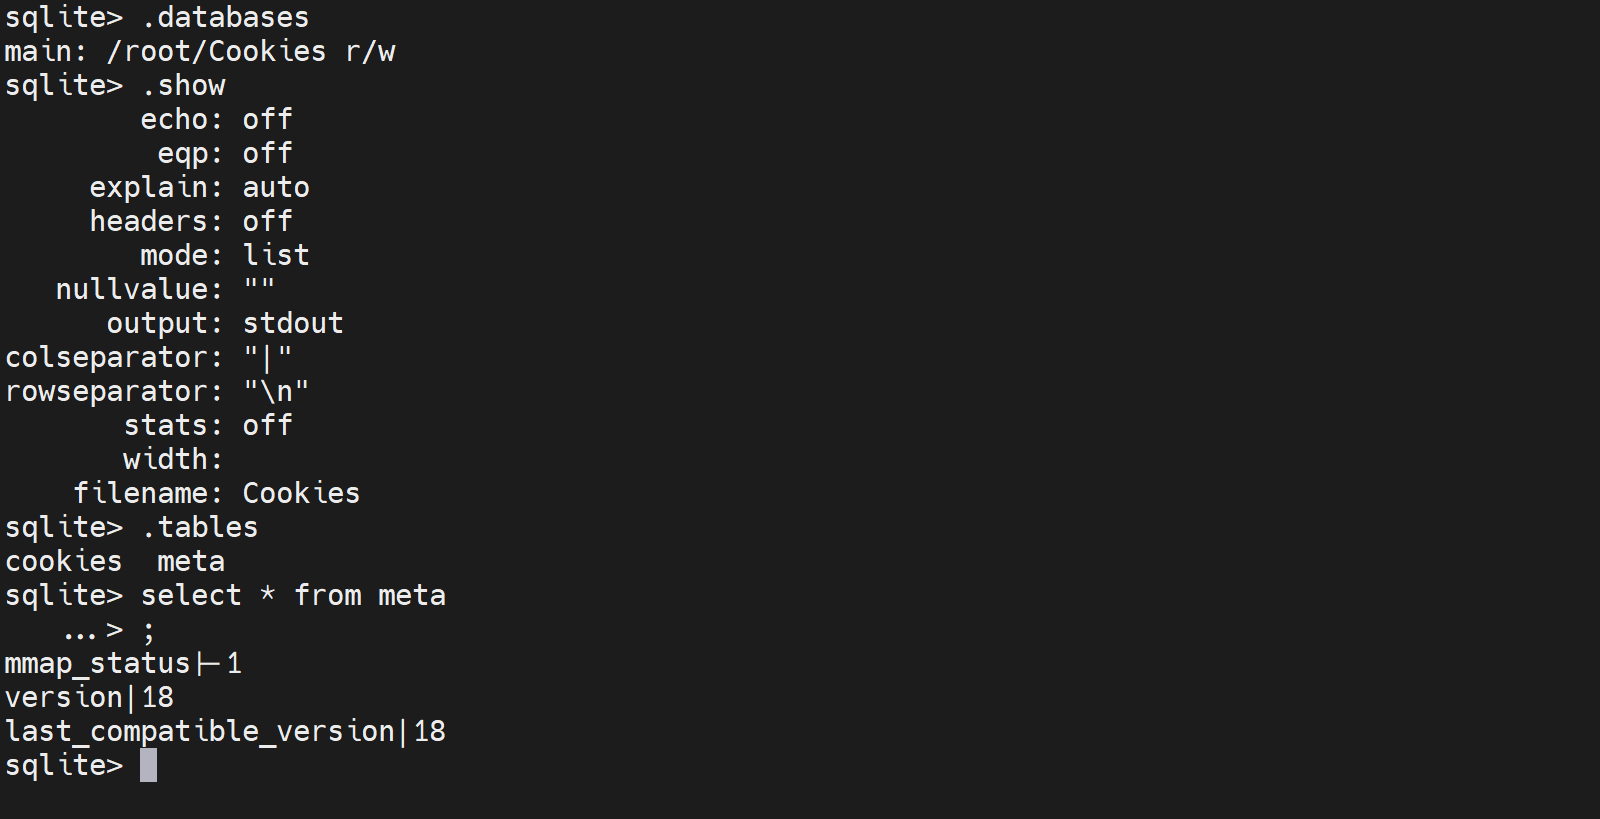 sqlite> .databases
main: /root/Cookies r/w
sqlite> .show
        echo: off
         eqp: off
     explain: auto
     headers: off
        mode: list
   nullvalue: ""
      output: stdout
colseparator: "|"
rowseparator: "\n"
       stats: off
       width:
    filename: Cookies
sqlite> .tables
cookies  meta
sqlite> select * from meta
   ...> ;
mmap_status|-1
version|18
last_compatible_version|18
sqlite>